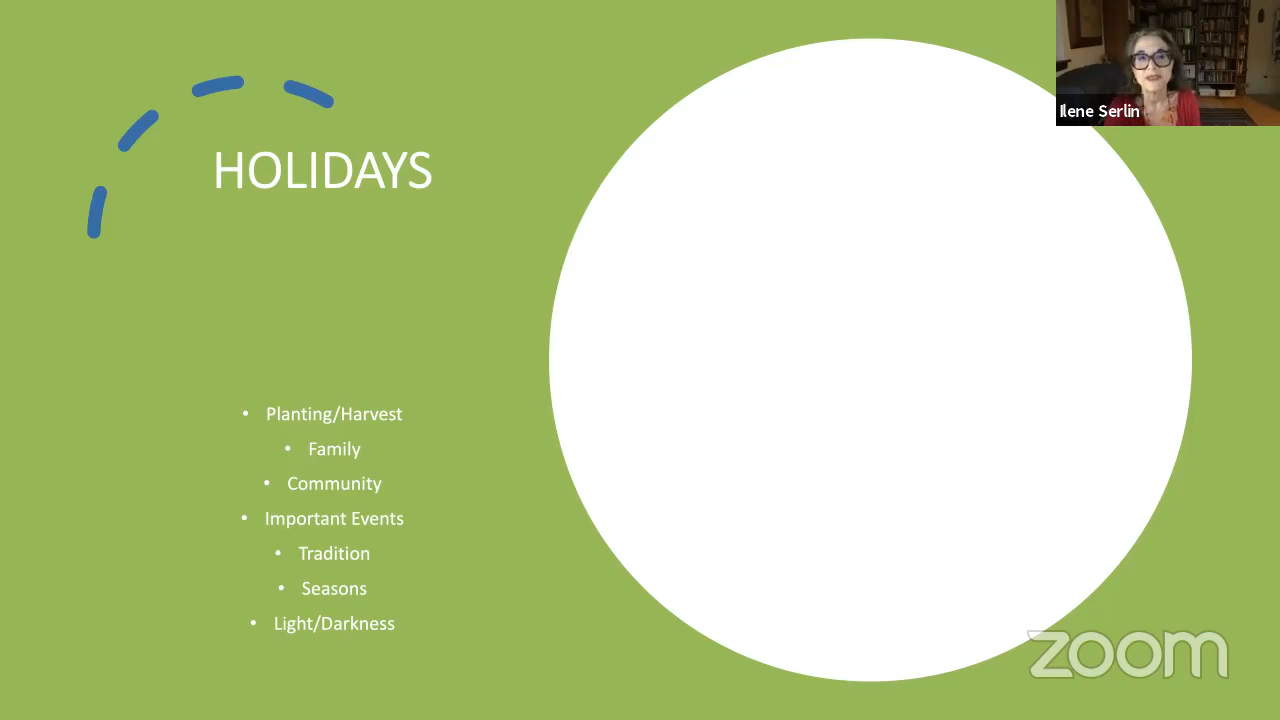 Ilene Serlin
HOLIDAYS
• Planting/Harvest
• Family
• Community
• Important Events
• Tradition
• Seasons
• Light/Darkness
zoom